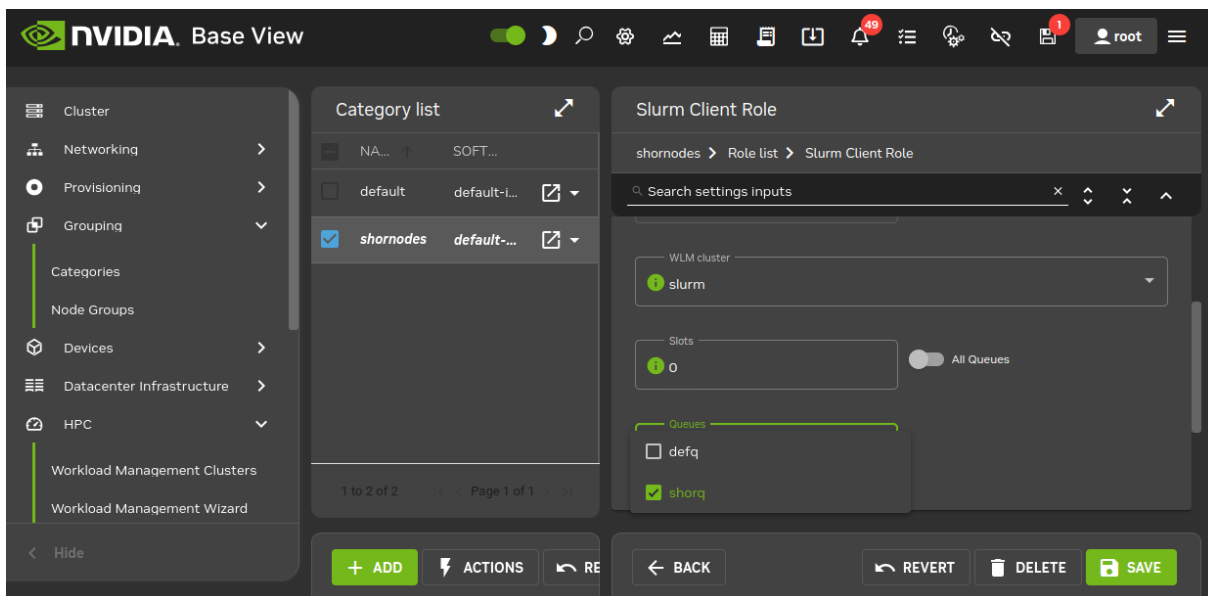 NVIDIA. Base View
49
1
root
Cluster
Networking
Provisioning
Grouping
Categories
Node Groups
Devices
Datacenter Infrastructure
HPC
Workload Management Clusters
Workload Management Wizard
Hide
Category list
NA...
SOFT...
default
default-i...
shornodes
default-...
1 to 2 of 2
Page 1 of 1
ADD
ACTIONS
RE
Slurm Client Role
shornodes > Role list > Slurm Client Role
Search settings inputs
WLM cluster
slurm
Slots
0
All Queues
Queues
defq
shorq
BACK
REVERT
DELETE
SAVE